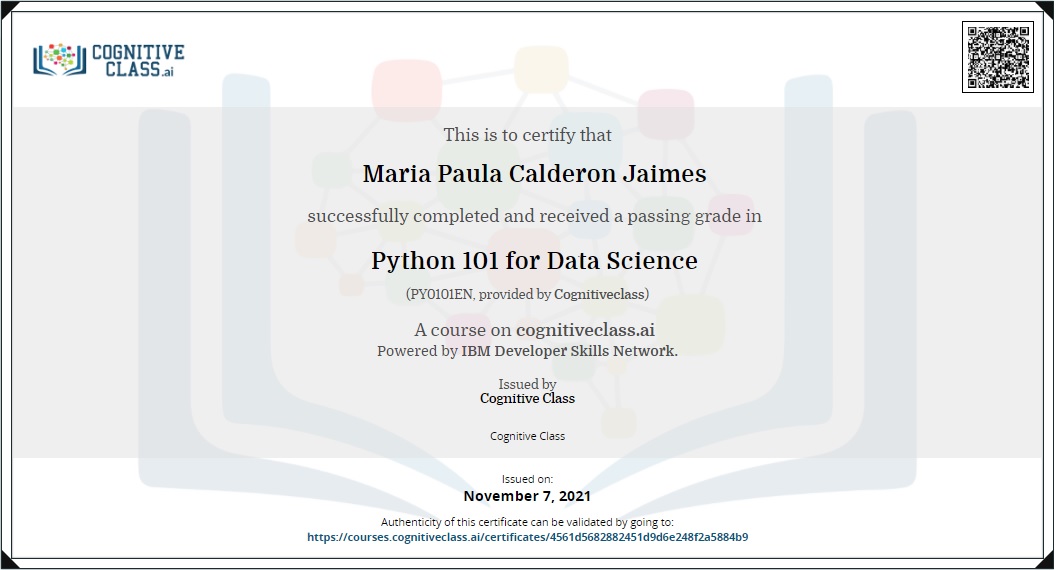 COGNITIVE
CLASS.ai
This is to certify that
Maria Paula Calderon Jaimes
successfully completed and received a passing grade in
Python 101 for Data Science
(PY0101EN, provided by Cognitiveclass)
A course on cognitiveclass.ai
Powered by IBM Developer Skills Network.
Issued by
Cognitive Class
Cognitive Class
Issued on:
November 7, 2021
Authenticity of this certificate can be validated by going to:
https://courses.cognitiveclass.ai/certificates/4561d5682882451d9d6e248f2a5884b9